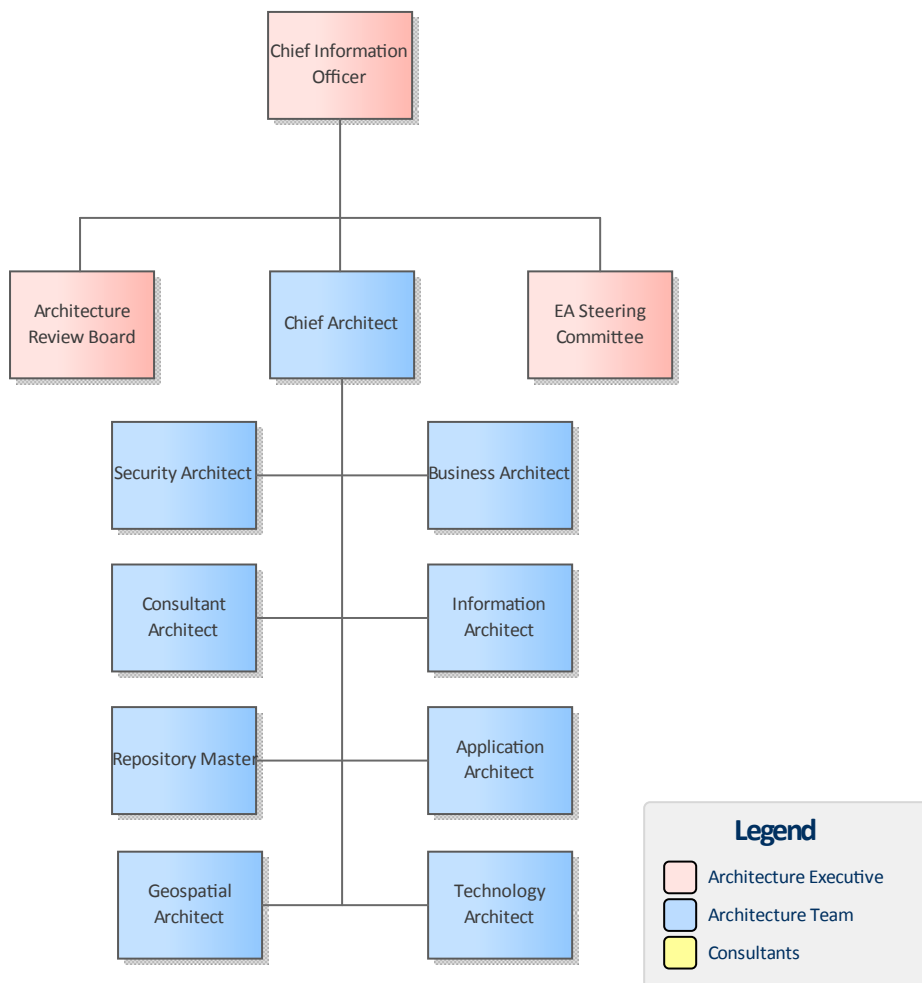 Chief Information
Officer
Architecture
Review Board
Chief Architect
EA Steering
Committee
Security Architect
Business Architect
Consultant
Architect
Information
Architect
Repository Master
Application
Architect
Geospatial
Architect
Technology
Architect
Legend
Architecture Executive
Architecture Team
Consultants